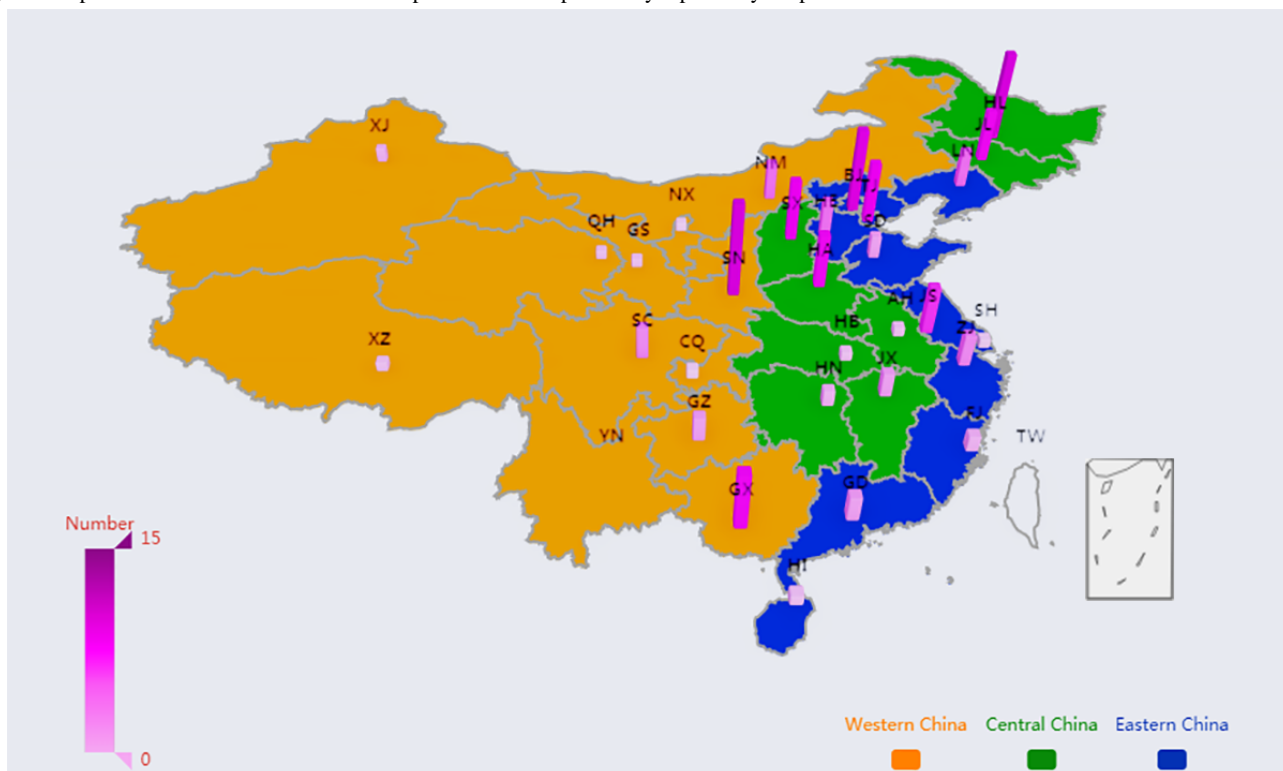 HL
XJ
JL
LN
NM
BJ
TJ
NX
SX
HB
QH
GS
SD
HA
SN
AH
JS
SH
SC
HB
ZJ
XZ
CQ
HN
JX
GZ
FJ
YN
TW
GD
GX
Number
15
HI
Western China
Central China
Eastern China
0